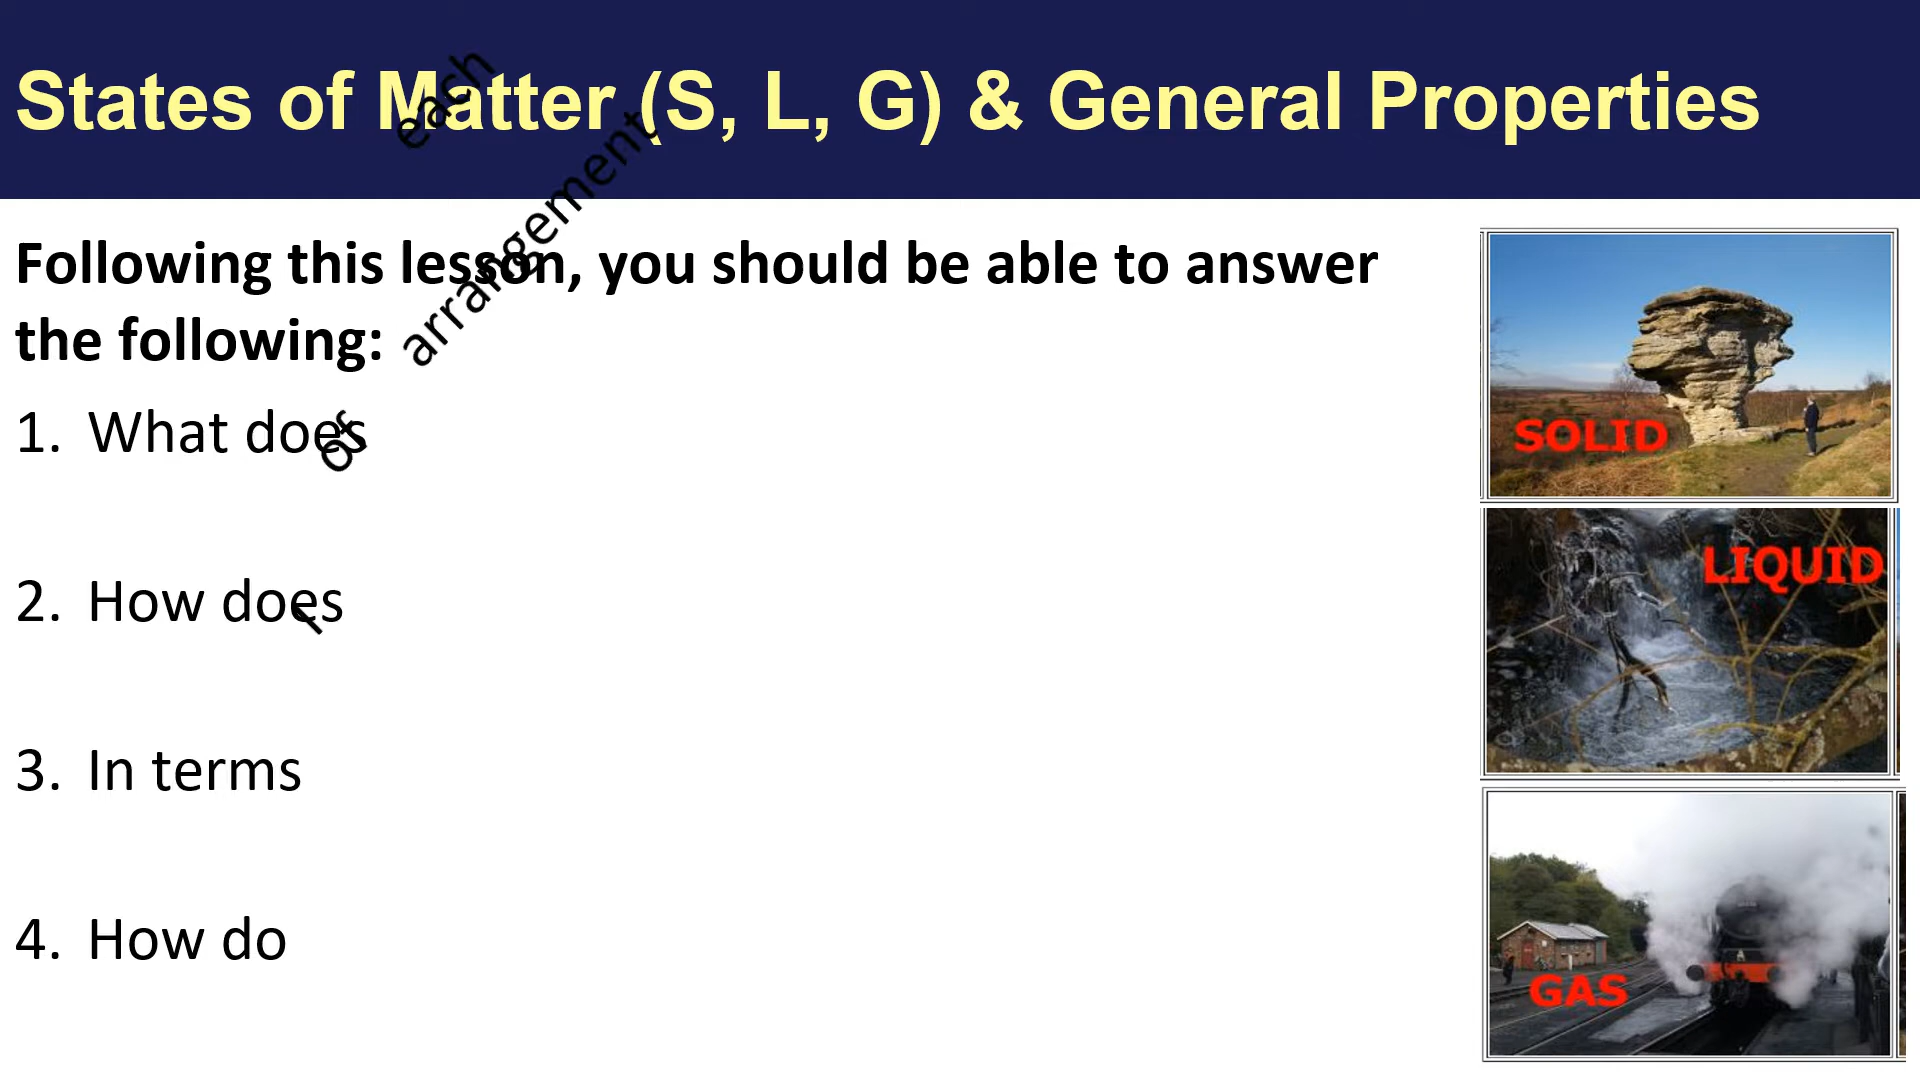 States of Matter (S, L, G) & General Properties
each
arrangement
Following this lesson, you should be able to answer
the following:
1. What does
of
2. How does
3. In terms
4. How do
SOLID
LIQUID
GAS